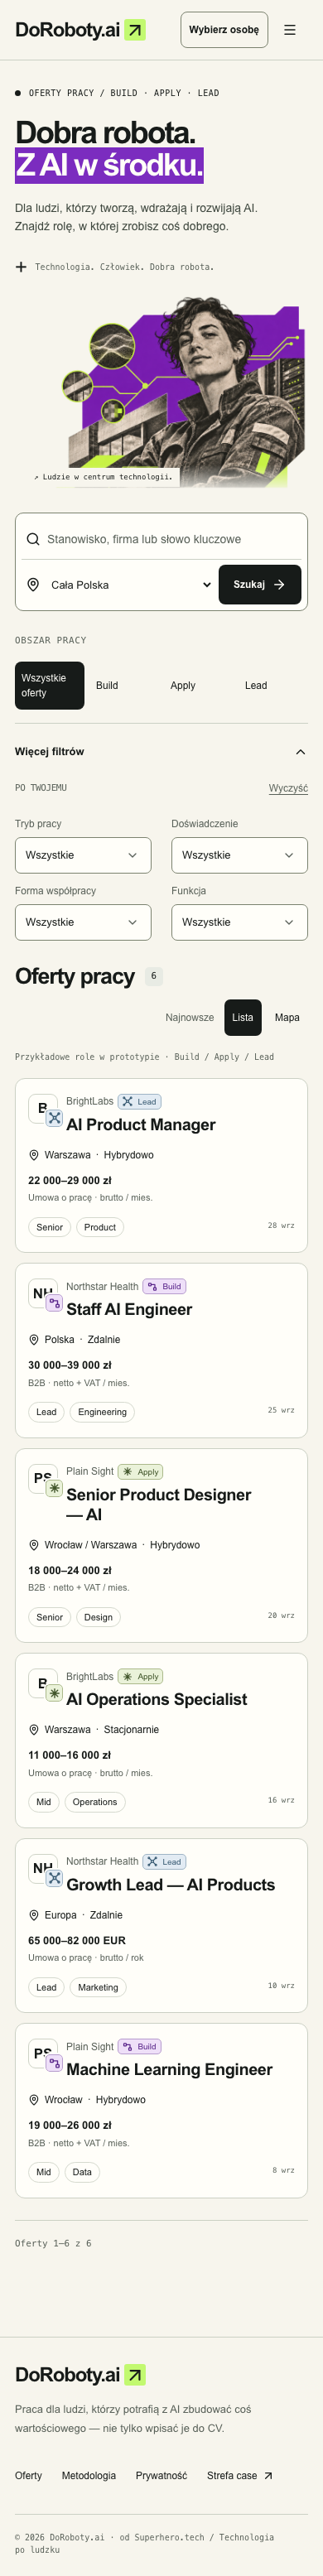 DoRoboty.ai
Wybierz osobę
OFERTY PRACY / BUILD · APPLY · LEAD
Dobra robota.
Z AI w środku.
Dla ludzi, którzy tworzą, wdrażają i rozwijają AI.
Znajdź rolę, w której zrobisz coś dobrego.
Technologia. Człowiek. Dobra robota.
↗ Ludzie w centrum technologii.
Stanowisko, firma lub słowo kluczowe
Cała Polska
Szukaj
OBSZAR PRACY
Wszystkie
oferty
Build
Apply
Lead
Więcej filtrów
PO TWOJEMU
Wyczyść
Tryb pracy
Doświadczenie
Wszystkie
Wszystkie
Forma współpracy
Funkcja
Wszystkie
Wszystkie
Oferty pracy 6
Najnowsze
Lista
Mapa
Przykładowe role w prototypie · Build / Apply / Lead
B
BrightLabs Lead
AI Product Manager
Warszawa · Hybrydowo
22 000–29 000 zł
Umowa o pracę · brutto / mies.
Senior
Product
28 wrz
NH
Northstar Health Build
Staff AI Engineer
Polska · Zdalnie
30 000–39 000 zł
B2B · netto + VAT / mies.
Lead
Engineering
25 wrz
PS
Plain Sight Apply
Senior Product Designer
— AI
Wrocław / Warszawa · Hybrydowo
18 000–24 000 zł
B2B · netto + VAT / mies.
Senior
Design
20 wrz
B
BrightLabs Apply
AI Operations Specialist
Warszawa · Stacjonarnie
11 000–16 000 zł
Umowa o pracę · brutto / mies.
Mid
Operations
16 wrz
NH
Northstar Health Lead
Growth Lead — AI Products
Europa · Zdalnie
65 000–82 000 EUR
Umowa o pracę · brutto / rok
Lead
Marketing
10 wrz
PS
Plain Sight Build
Machine Learning Engineer
Wrocław · Hybrydowo
19 000–26 000 zł
B2B · netto + VAT / mies.
Mid
Data
8 wrz
Oferty 1–6 z 6
DoRoboty.ai
Praca dla ludzi, którzy potrafią z AI zbudować coś
wartościowego — nie tylko wpisać je do CV.
Oferty
Metodologia
Prywatność
Strefa case
© 2026 DoRoboty.ai · od Superhero.tech / Technologia
po ludzku